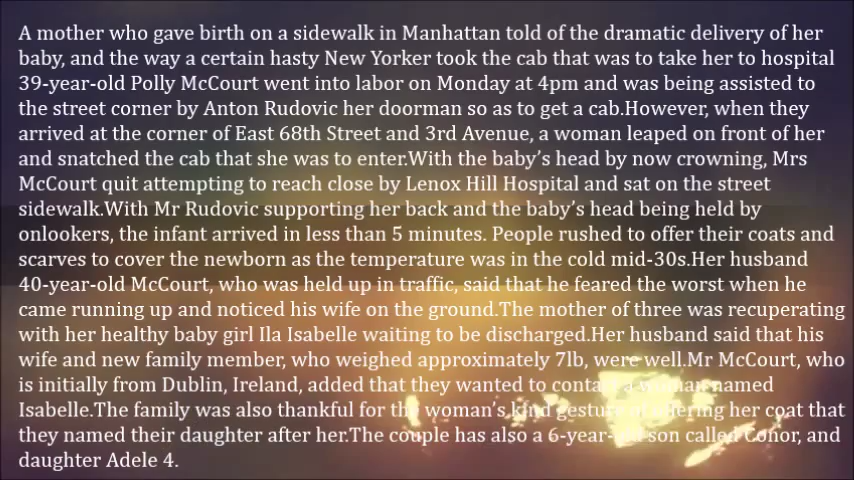 A mother who gave birth on a sidewalk in Manhattan told of the dramatic delivery of her
baby, and the way a certain hasty New Yorker took the cab that was to take her to hospital
39-year-old Polly McCourt went into labor on Monday at 4pm and was being assisted to
the street corner by Anton Rudovic her doorman so as to get a cab.However, when they
arrived at the corner of East 68th Street and 3rd Avenue, a woman leaped on front of her
and snatched the cab that she was to enter.With the baby's head by now crowning, Mrs
McCourt quit attempting to reach close by Lenox Hill Hospital and sat on the street
sidewalk.With Mr Rudovic supporting her back and the baby's head being held by
onlookers, the infant arrived in less than 5 minutes. People rushed to offer their coats and
scarves to cover the newborn as the temperature was in the cold mid-30s.Her husband
40-year-old McCourt, who was held up in traffic, said that he feared the worst when he
came running up and noticed his wife on the ground.The mother of three was recuperating
with her healthy baby girl Ila Isabelle waiting to be discharged.Her husband said that his
wife and new family member, who weighed approximately 7lb, were well.Mr McCourt, who
is initially from Dublin, Ireland, added that they wanted to contact a woman named
Isabelle.The family was also thankful for the woman's kind gesture of offering her coat that
they named their daughter after her.The couple has also a 6-year-old son called Conor, and
daughter Adele 4.